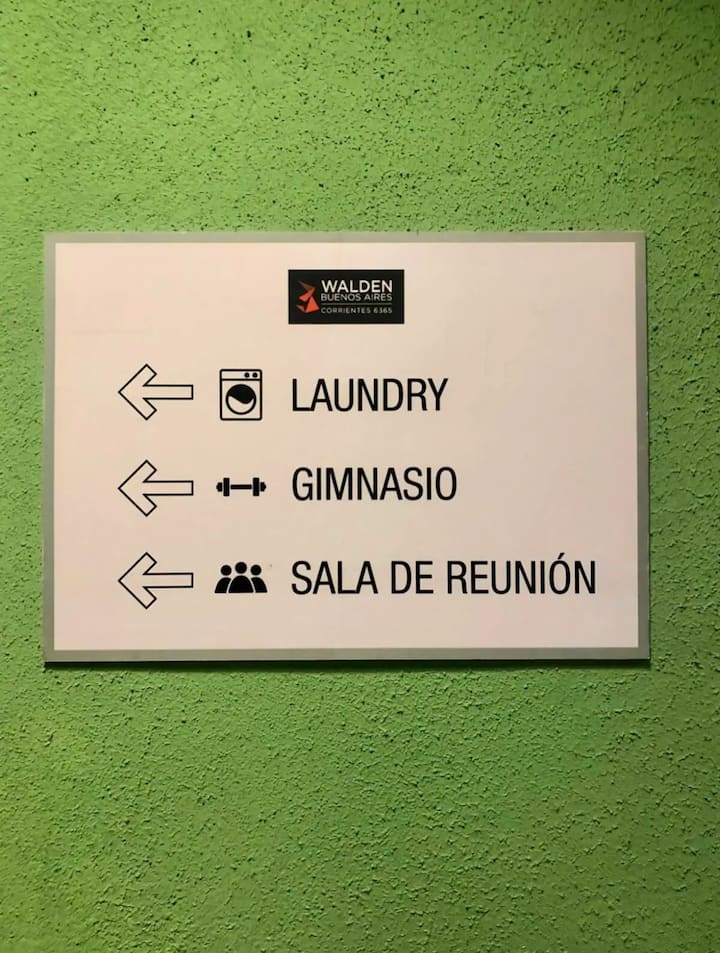 WALDEN
BUENOS AIRES
CORRIENTES 6365
LAUNDRY
GIMNASIO
SALA DE REUNIÓN